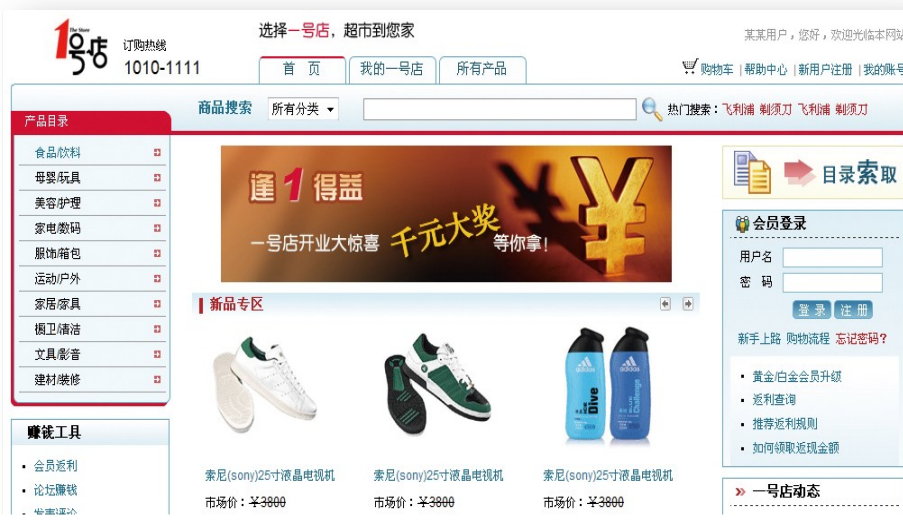 The Store
1号店
订购热线
1010-1111
选择一号店，超市到您家
某某用户，您好，欢迎光临本网站
首 页
我的一号店
所有产品
购物车 |帮助中心 |新用户注册 |我的账号
产品目录
商品搜索
所有分类
热门搜索：飞利浦 剃须刀 飞利浦 剃须刀
食品/饮料
母婴/玩具
美容/护理
家电/数码
服饰/箱包
运动/户外
家居/家具
橱卫/清洁
文具/影音
建材/装修
赚钱工具
会员返利
论坛赚钱
发表评论
逢1得益
一号店开业大惊喜 千元大奖 等你拿！
新品专区
adidas
Dive
adidas
Challenge
索尼(sony)25寸液晶电视机
市场价：￥3800
索尼(sony)25寸液晶电视机
市场价：￥3800
索尼(sony)25寸液晶电视机
市场价：￥3800
目录索取
会员登录
用户名
密 码
登 录
注 册
新手上路 购物流程 忘记密码?
黄金/白金会员升级
返利查询
推荐返利规则
如何领取返现金额
一号店动态